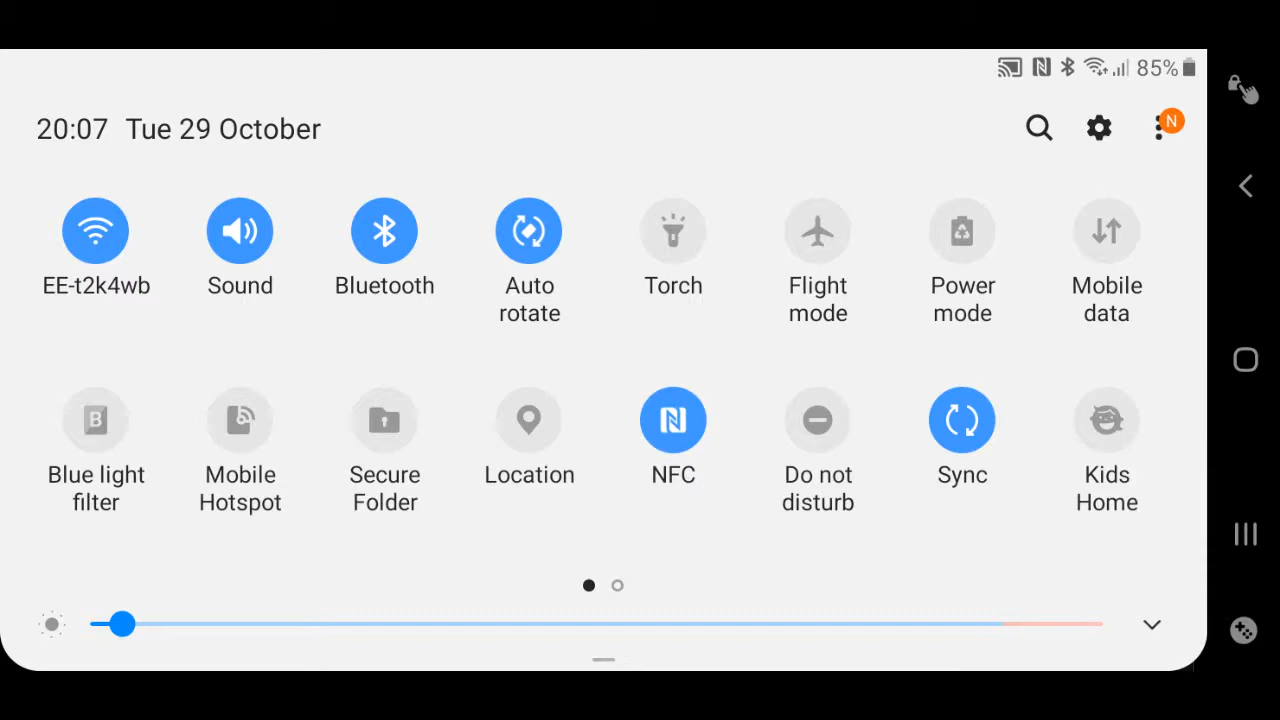 85%
20:07 Tue 29 October
N
EE-t2k4wb Sound Bluetooth Auto rotate Torch Flight mode Power mode Mobile data
Blue light filter Mobile Hotspot Secure Folder Location NFC Do not disturb Sync Kids Home